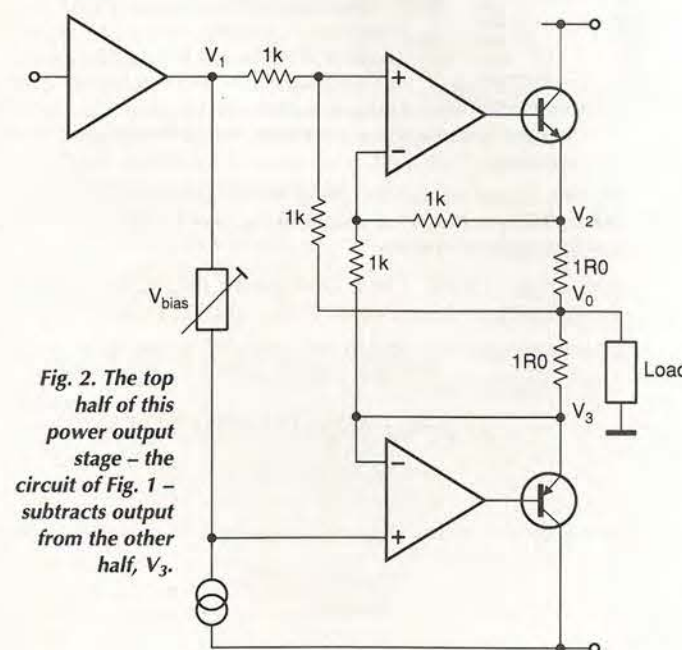 V1
1k
+
−
1k
1k
V2
1k
1R0
V0
Vbias
1R0
Load
V3
−
+
Fig. 2. The top
half of this
power output
stage – the
circuit of Fig. 1 –
subtracts output
from the other
half, V3.